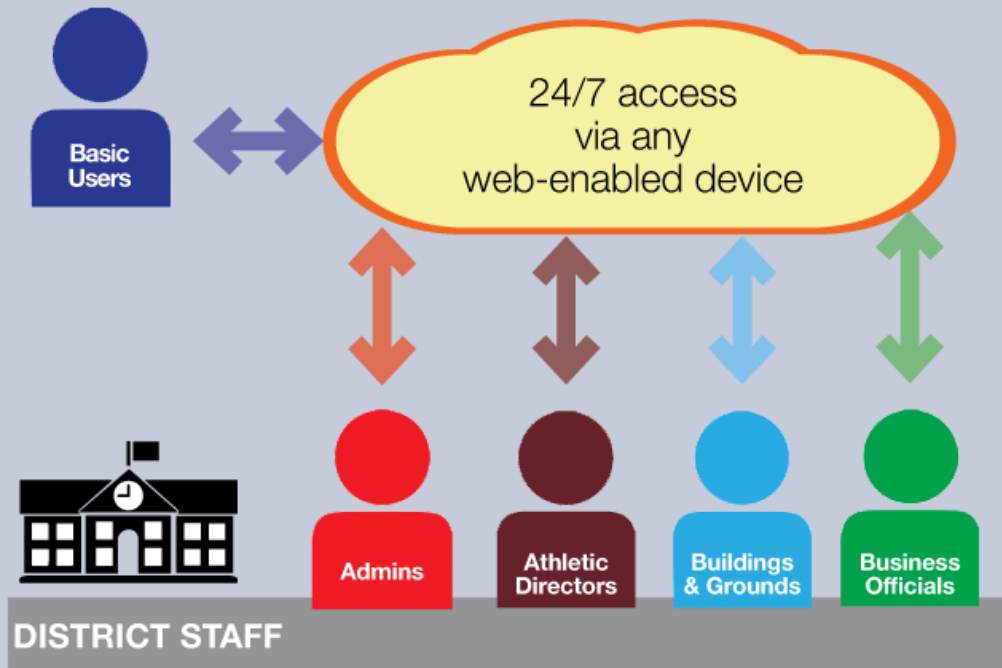 Basic
Users
24/7 access
via any
web-enabled device
Admins
Athletic
Directors
Buildings
& Grounds
Business
Officials
DISTRICT STAFF